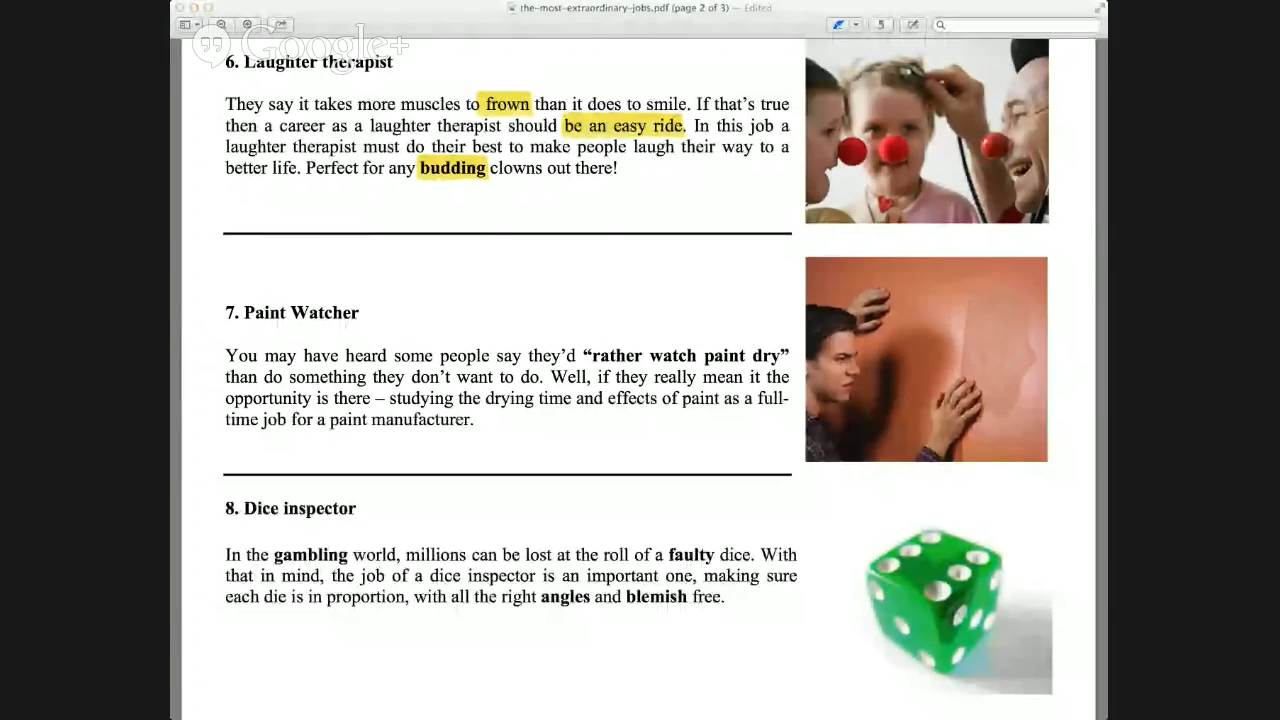 the-most-extraordinary-jobs.pdf (page 2 of 3) — Edited
Google+
6. Laughter therapist
They say it takes more muscles to frown than it does to smile. If that's true
then a career as a laughter therapist should be an easy ride. In this job a
laughter therapist must do their best to make people laugh their way to a
better life. Perfect for any budding clowns out there!
7. Paint Watcher
You may have heard some people say they'd “rather watch paint dry”
than do something they don't want to do. Well, if they really mean it the
opportunity is there – studying the drying time and effects of paint as a full-
time job for a paint manufacturer.
8. Dice inspector
In the gambling world, millions can be lost at the roll of a faulty dice. With
that in mind, the job of a dice inspector is an important one, making sure
each die is in proportion, with all the right angles and blemish free.